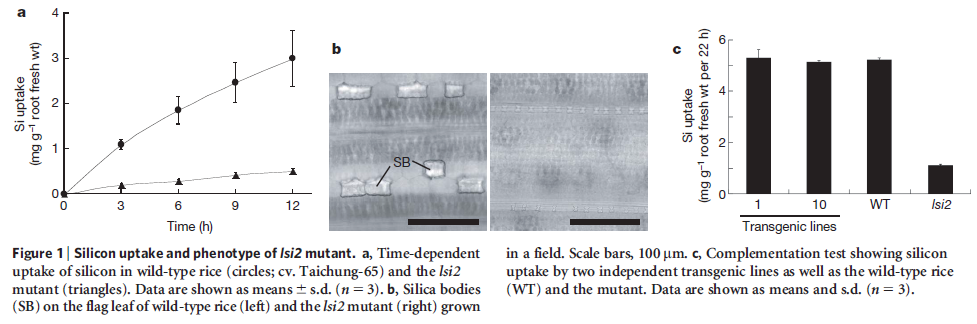 a
4
3
2
1
0
Si uptake
(mg g⁻¹ root fresh wt)
0 3 6 9 12
Time (h)
b
SB
c
6
4
2
0
Si uptake
(mg g⁻¹ root fresh wt per 22 h)
1 10 WT lsi2
Transgenic lines
Figure 1 | Silicon uptake and phenotype of lsi2 mutant. a, Time-dependent
uptake of silicon in wild-type rice (circles; cv. Taichung-65) and the lsi2
mutant (triangles). Data are shown as means ± s.d. (n = 3). b, Silica bodies
(SB) on the flag leaf of wild-type rice (left) and the lsi2 mutant (right) grown
in a field. Scale bars, 100 μm. c, Complementation test showing silicon
uptake by two independent transgenic lines as well as the wild-type rice
(WT) and the mutant. Data are shown as means and s.d. (n = 3).